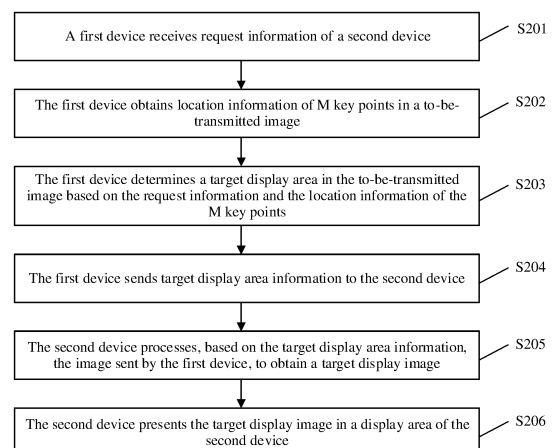 A first device receives request information of a second device
S201
The first device obtains location information of M key points in a to-be-
transmitted image
S202
The first device determines a target display area in the to-be-transmitted
image based on the request information and the location information of the
M key points
S203
The first device sends target display area information to the second device
S204
The second device processes, based on the target display area information,
the image sent by the first device, to obtain a target display image
S205
The second device presents the target display image in a display area of the
second device
S206